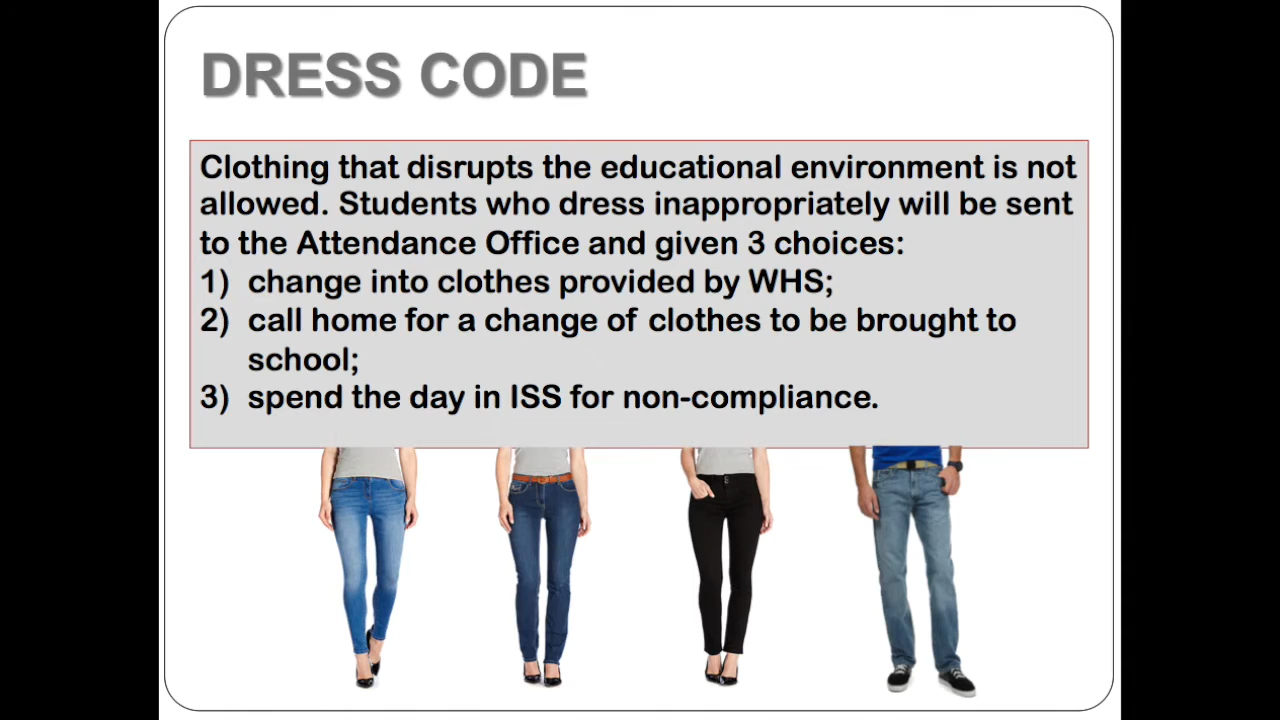 DRESS CODE
Clothing that disrupts the educational environment is not
allowed. Students who dress inappropriately will be sent
to the Attendance Office and given 3 choices:
1) change into clothes provided by WHS;
2) call home for a change of clothes to be brought to
school;
3) spend the day in ISS for non-compliance.